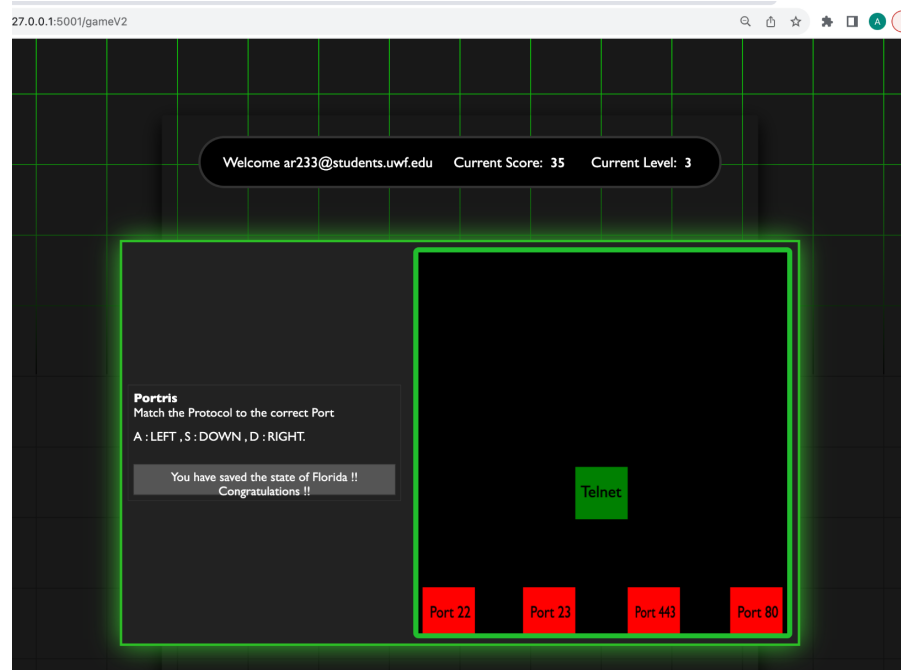 27.0.0.1:5001/gameV2
A
Welcome ar233@students.uwf.edu Current Score: 35 Current Level: 3
Portris
Match the Protocol to the correct Port
A : LEFT , S : DOWN , D : RIGHT.
You have saved the state of Florida !!
Congratulations !!
Telnet
Port 22 Port 23 Port 443 Port 80